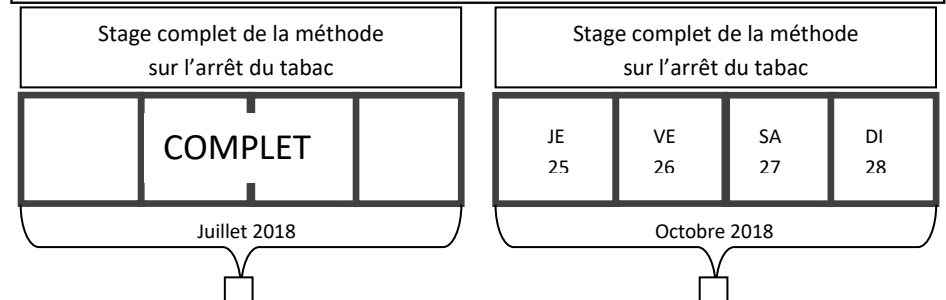 Stage complet de la méthode
sur l’arrêt du tabac
COMPLET
Juillet 2018
Stage complet de la méthode
sur l’arrêt du tabac
JE VE SA DI
25 26 27 28
Octobre 2018